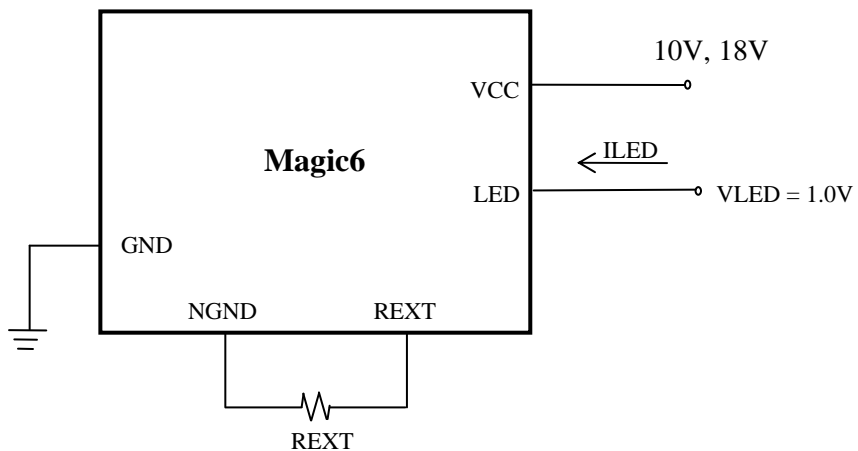 10V, 18V
VCC
Magic6
ILED
LED
VLED = 1.0V
GND
NGND
REXT
REXT